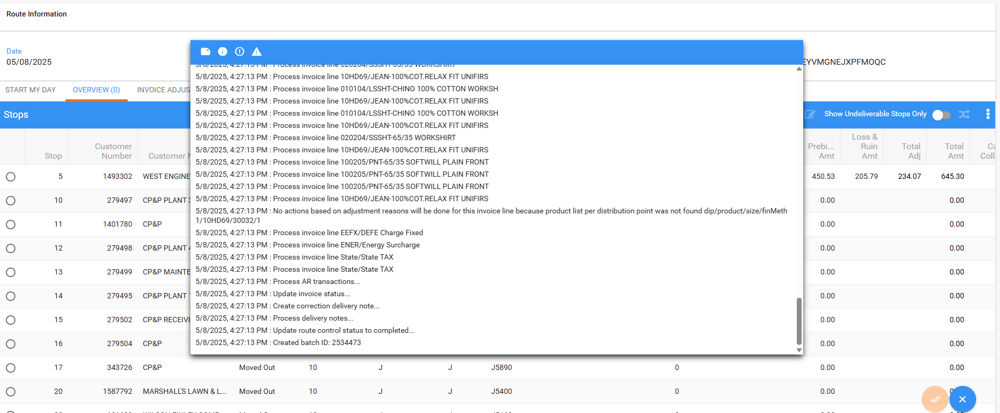 Route Information
Date
05/08/2025
EYVMGNEJXPFMOQC
START MY DAY OVERVIEW (0) INVOICE ADJUS
Stops
Show Undeliverable Stops Only
Stop Customer Number Customer N Prebi... Amt Loss & Ruin Amt Total Adj Total Amt Ca Coll
5/8/2025, 4:27:13 PM : Process invoice line 020204/SSSHT-65/35 WORKSHIRT
5/8/2025, 4:27:13 PM : Process invoice line 10HD69/JEAN-100%COT.RELAX FIT UNIFIRS
5/8/2025, 4:27:13 PM : Process invoice line 010104/LSSHT-CHINO 100% COTTON WORKSH
5/8/2025, 4:27:13 PM : Process invoice line 10HD69/JEAN-100%COT.RELAX FIT UNIFIRS
5/8/2025, 4:27:13 PM : Process invoice line 010104/LSSHT-CHINO 100% COTTON WORKSH
5/8/2025, 4:27:13 PM : Process invoice line 10HD69/JEAN-100%COT.RELAX FIT UNIFIRS
5/8/2025, 4:27:13 PM : Process invoice line 020204/SSSHT-65/35 WORKSHIRT
5/8/2025, 4:27:13 PM : Process invoice line 10HD69/JEAN-100%COT.RELAX FIT UNIFIRS
5/8/2025, 4:27:13 PM : Process invoice line 100205/PNT-65/35 SOFTWILL PLAIN FRONT
5/8/2025, 4:27:13 PM : Process invoice line 100205/PNT-65/35 SOFTWILL PLAIN FRONT
5/8/2025, 4:27:13 PM : Process invoice line 100205/PNT-65/35 SOFTWILL PLAIN FRONT
5/8/2025, 4:27:13 PM : Process invoice line 10HD69/JEAN-100%COT.RELAX FIT UNIFIRS
5/8/2025, 4:27:13 PM : No actions based on adjustment reasons will be done for this invoice line because product list per distribution point was not found dip/product/size/finMeth
1/10HD69/30032/1
5/8/2025, 4:27:13 PM : Process invoice line EEFX/DEFE Charge Fixed
5/8/2025, 4:27:13 PM : Process invoice line ENER/Energy Surcharge
5/8/2025, 4:27:13 PM : Process invoice line State/State TAX
5/8/2025, 4:27:13 PM : Process invoice line State/State TAX
5/8/2025, 4:27:13 PM : Process AR transactions...
5/8/2025, 4:27:13 PM : Update invoice status...
5/8/2025, 4:27:13 PM : Create correction delivery note...
5/8/2025, 4:27:13 PM : Process delivery notes...
5/8/2025, 4:27:13 PM : Update route control status to completed...
5/8/2025, 4:27:13 PM : Created batch ID: 2534473
5 1493302 WEST ENGINE 450.53 205.79 234.07 645.30
10 279497 CP&P PLANT 3 0.00 0.00
11 1401780 CP&P 0.00 0.00
12 279498 CP&P PLANT 4 0.00 0.00
13 279499 CP&P MAINTE 0.00 0.00
14 279495 CP&P PLANT 1 0.00 0.00
15 279502 CP&P RECEIVI 0.00 0.00
16 279504 CP&P 0.00 0.00
17 343726 CP&P Moved Out 10 J J J5890 0 0.00 0.00
20 1587792 MARSHALL'S LAWN & L... Moved Out 10 J J J5400 0 0.00